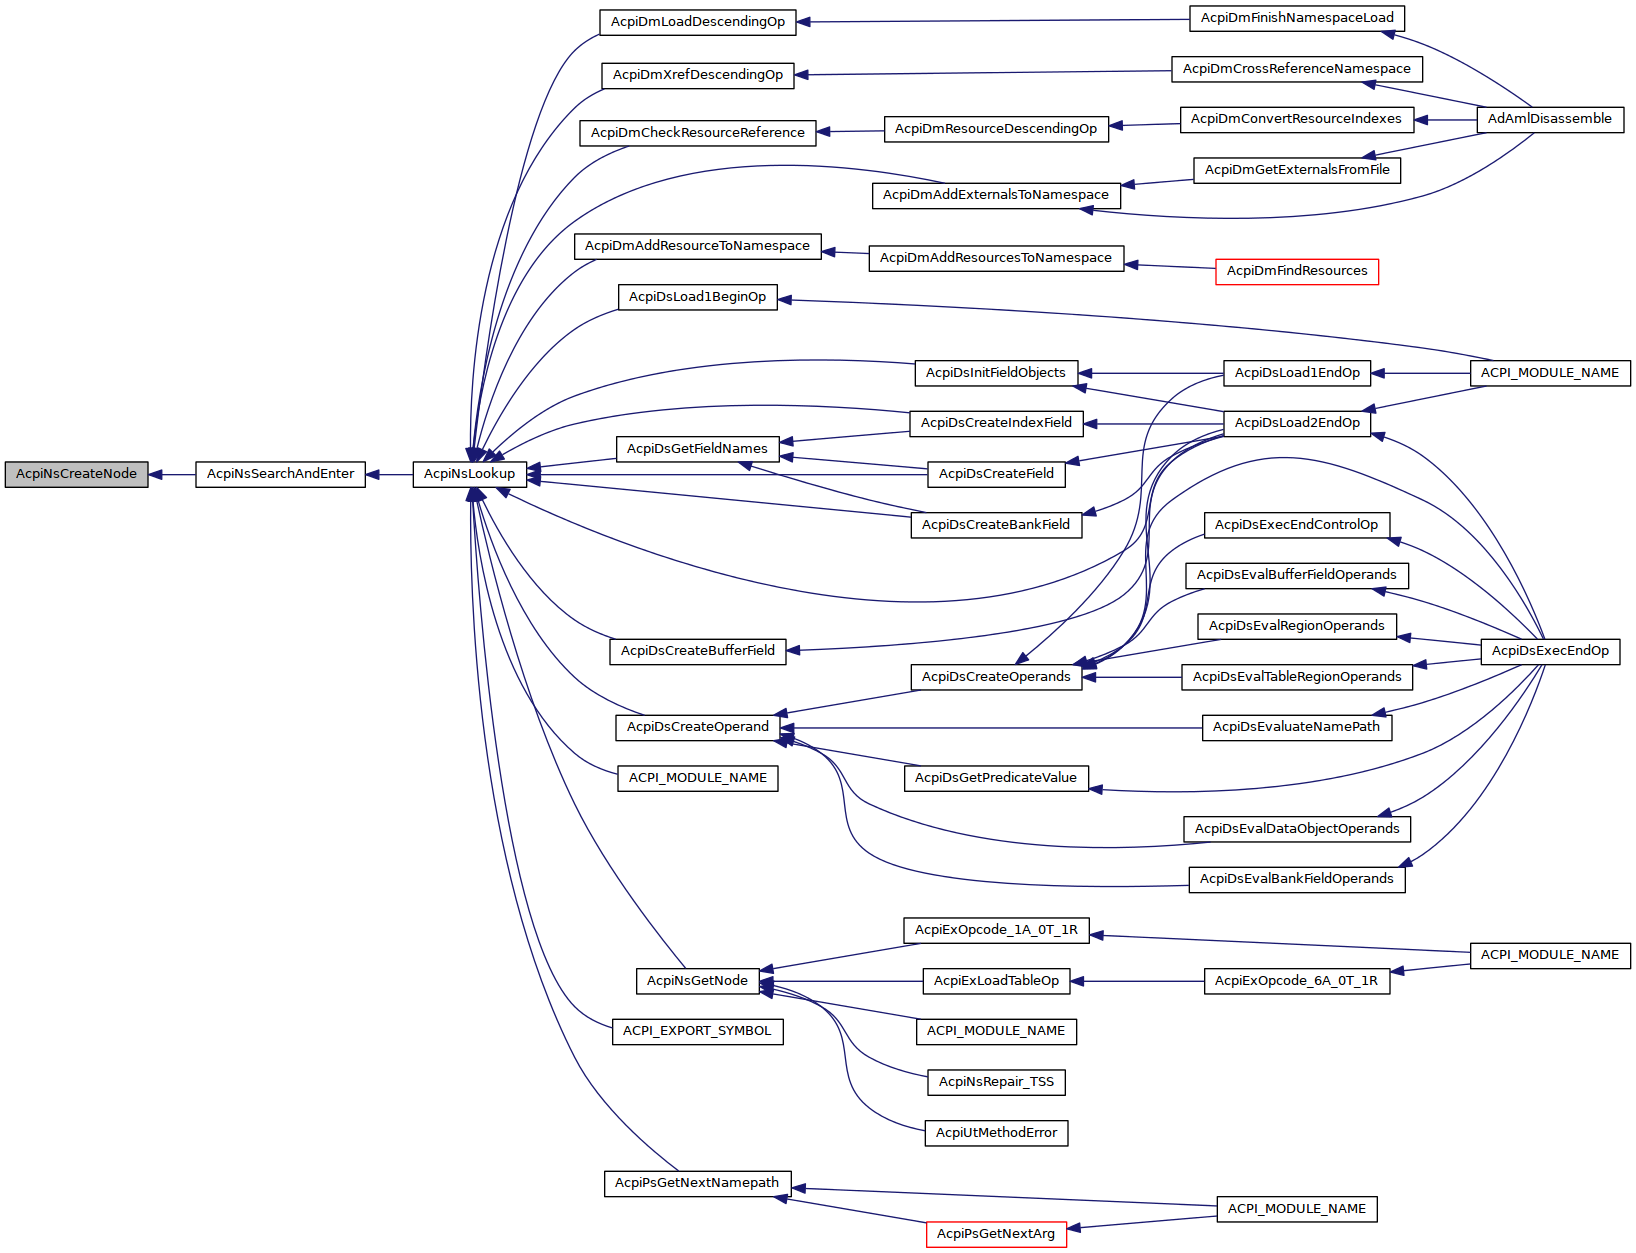 AcpiDmLoadDescendingOp
AcpiDmFinishNamespaceLoad
AcpiDmXrefDescendingOp
AcpiDmCrossReferenceNamespace
AcpiDmCheckResourceReference
AcpiDmResourceDescendingOp
AcpiDmConvertResourceIndexes
AdAmlDisassemble
AcpiDmGetExternalsFromFile
AcpiDmAddExternalsToNamespace
AcpiDmAddResourceToNamespace
AcpiDmAddResourcesToNamespace
AcpiDmFindResources
AcpiDsLoad1BeginOp
AcpiDsInitFieldObjects
AcpiDsLoad1EndOp
ACPI_MODULE_NAME
AcpiDsCreateIndexField
AcpiDsLoad2EndOp
AcpiDsGetFieldNames
AcpiNsCreateNode
AcpiNsSearchAndEnter
AcpiNsLookup
AcpiDsCreateField
AcpiDsCreateBankField
AcpiDsExecEndControlOp
AcpiDsEvalBufferFieldOperands
AcpiDsEvalRegionOperands
AcpiDsCreateBufferField
AcpiDsExecEndOp
AcpiDsCreateOperands
AcpiDsEvalTableRegionOperands
AcpiDsCreateOperand
AcpiDsEvaluateNamePath
ACPI_MODULE_NAME
AcpiDsGetPredicateValue
AcpiDsEvalDataObjectOperands
AcpiDsEvalBankFieldOperands
AcpiExOpcode_1A_0T_1R
ACPI_MODULE_NAME
AcpiNsGetNode
AcpiExLoadTableOp
AcpiExOpcode_6A_0T_1R
ACPI_EXPORT_SYMBOL
ACPI_MODULE_NAME
AcpiNsRepair_TSS
AcpiUtMethodError
AcpiPsGetNextNamepath
ACPI_MODULE_NAME
AcpiPsGetNextArg